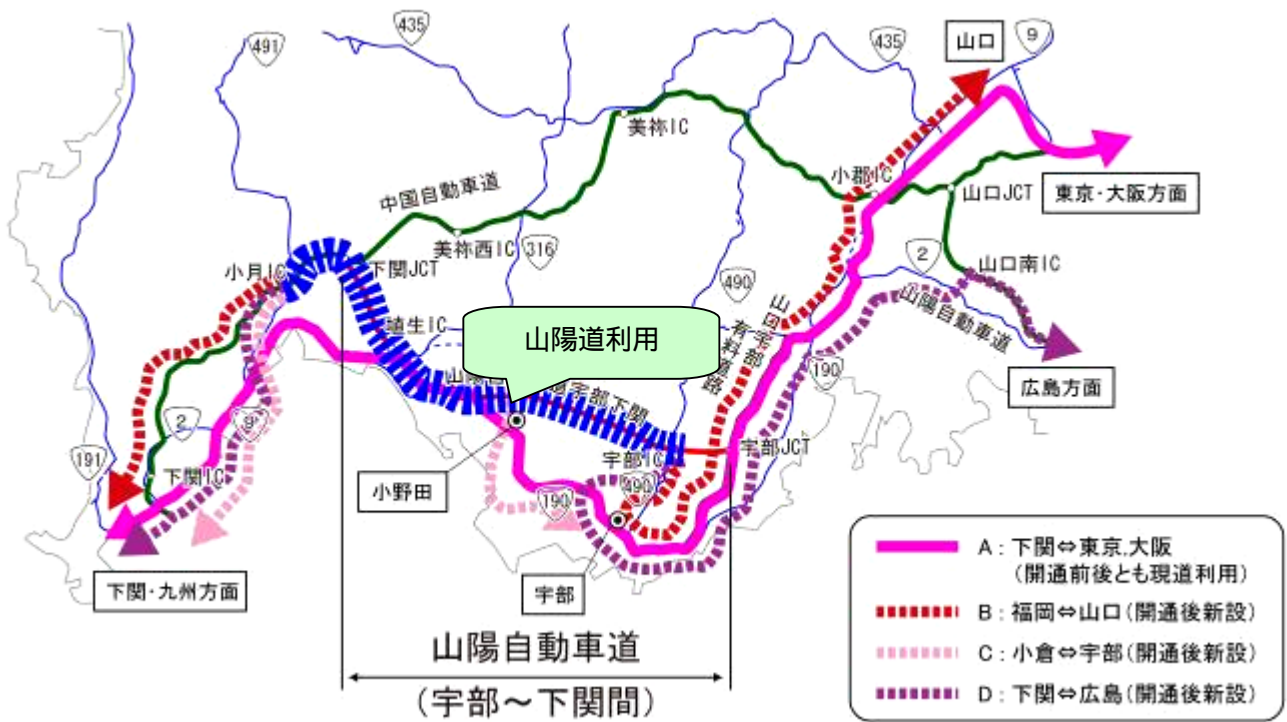 435
435
9
491
山口
美祢IC
中国自動車道
小郡IC
山口JCT
東京・大阪方面
美祢西IC
316
2
小月IC
下関JCT
山口南IC
490
埴生IC
山陽道利用
山口宇部
有料道路
山陽自動車道
190
広島方面
宇部下関
2
9
191
下関IC
宇部IC
宇部JCT
小野田
490
190
下関・九州方面
宇部
山陽自動車道
(宇部～下関間)
A：下関⇔東京,大阪
(開通前後とも現道利用)
B：福岡⇔山口(開通後新設)
C：小倉⇔宇部(開通後新設)
D：下関⇔広島(開通後新設)